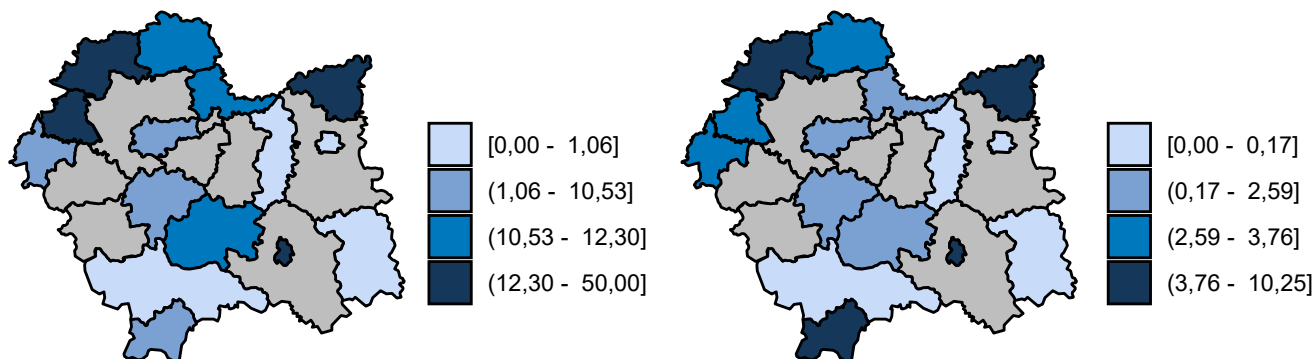 [0,00 - 1,06]
(1,06 - 10,53]
(10,53 - 12,30]
(12,30 - 50,00]
[0,00 - 0,17]
(0,17 - 2,59]
(2,59 - 3,76]
(3,76 - 10,25]